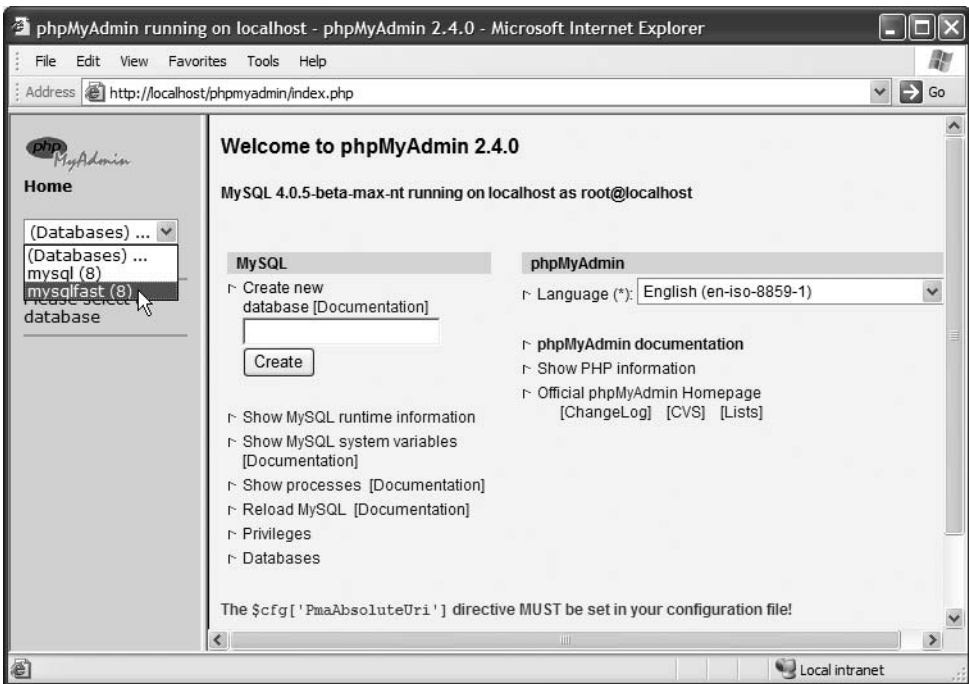 phpMyAdmin running on localhost - phpMyAdmin 2.4.0 - Microsoft Internet Explorer
File Edit View Favorites Tools Help
Address http://localhost/phpmyadmin/index.php Go
php
MyAdmin
Home
(Databases) ...
(Databases) ...
mysql (8)
mysqlfast (8)
Please select
database
Welcome to phpMyAdmin 2.4.0
MySQL 4.0.5-beta-max-nt running on localhost as root@localhost
MySQL
Create new
database [Documentation]
Create
Show MySQL runtime information
Show MySQL system variables
[Documentation]
Show processes [Documentation]
Reload MySQL [Documentation]
Privileges
Databases
phpMyAdmin
Language (*): English (en-iso-8859-1)
phpMyAdmin documentation
Show PHP information
Official phpMyAdmin Homepage
[ChangeLog] [CVS] [Lists]
The $cfg['PmaAbsoluteUri'] directive MUST be set in your configuration file!
Local intranet